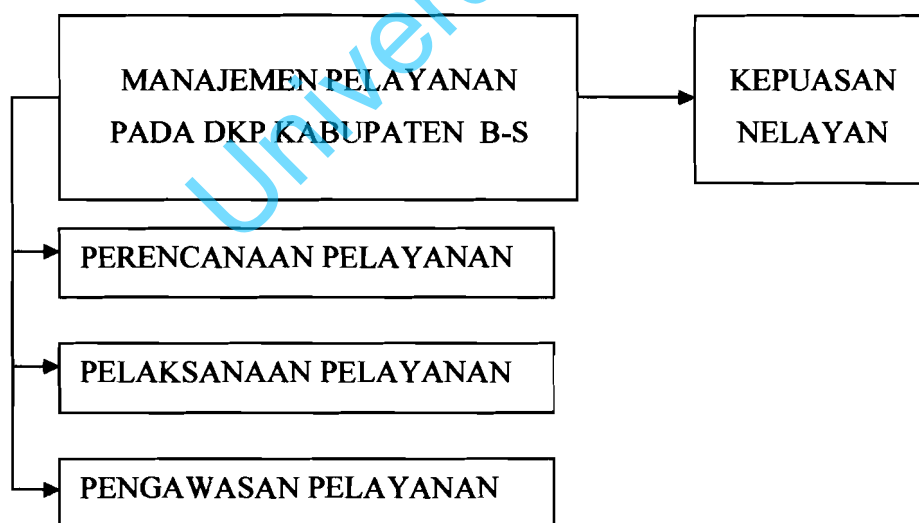 MANAJEMEN PELAYANAN
PADA DKP KABUPATEN B-S
KEPUASAN
NELAYAN
PERENCANAAN PELAYANAN
PELAKSANAAN PELAYANAN
PENGAWASAN PELAYANAN